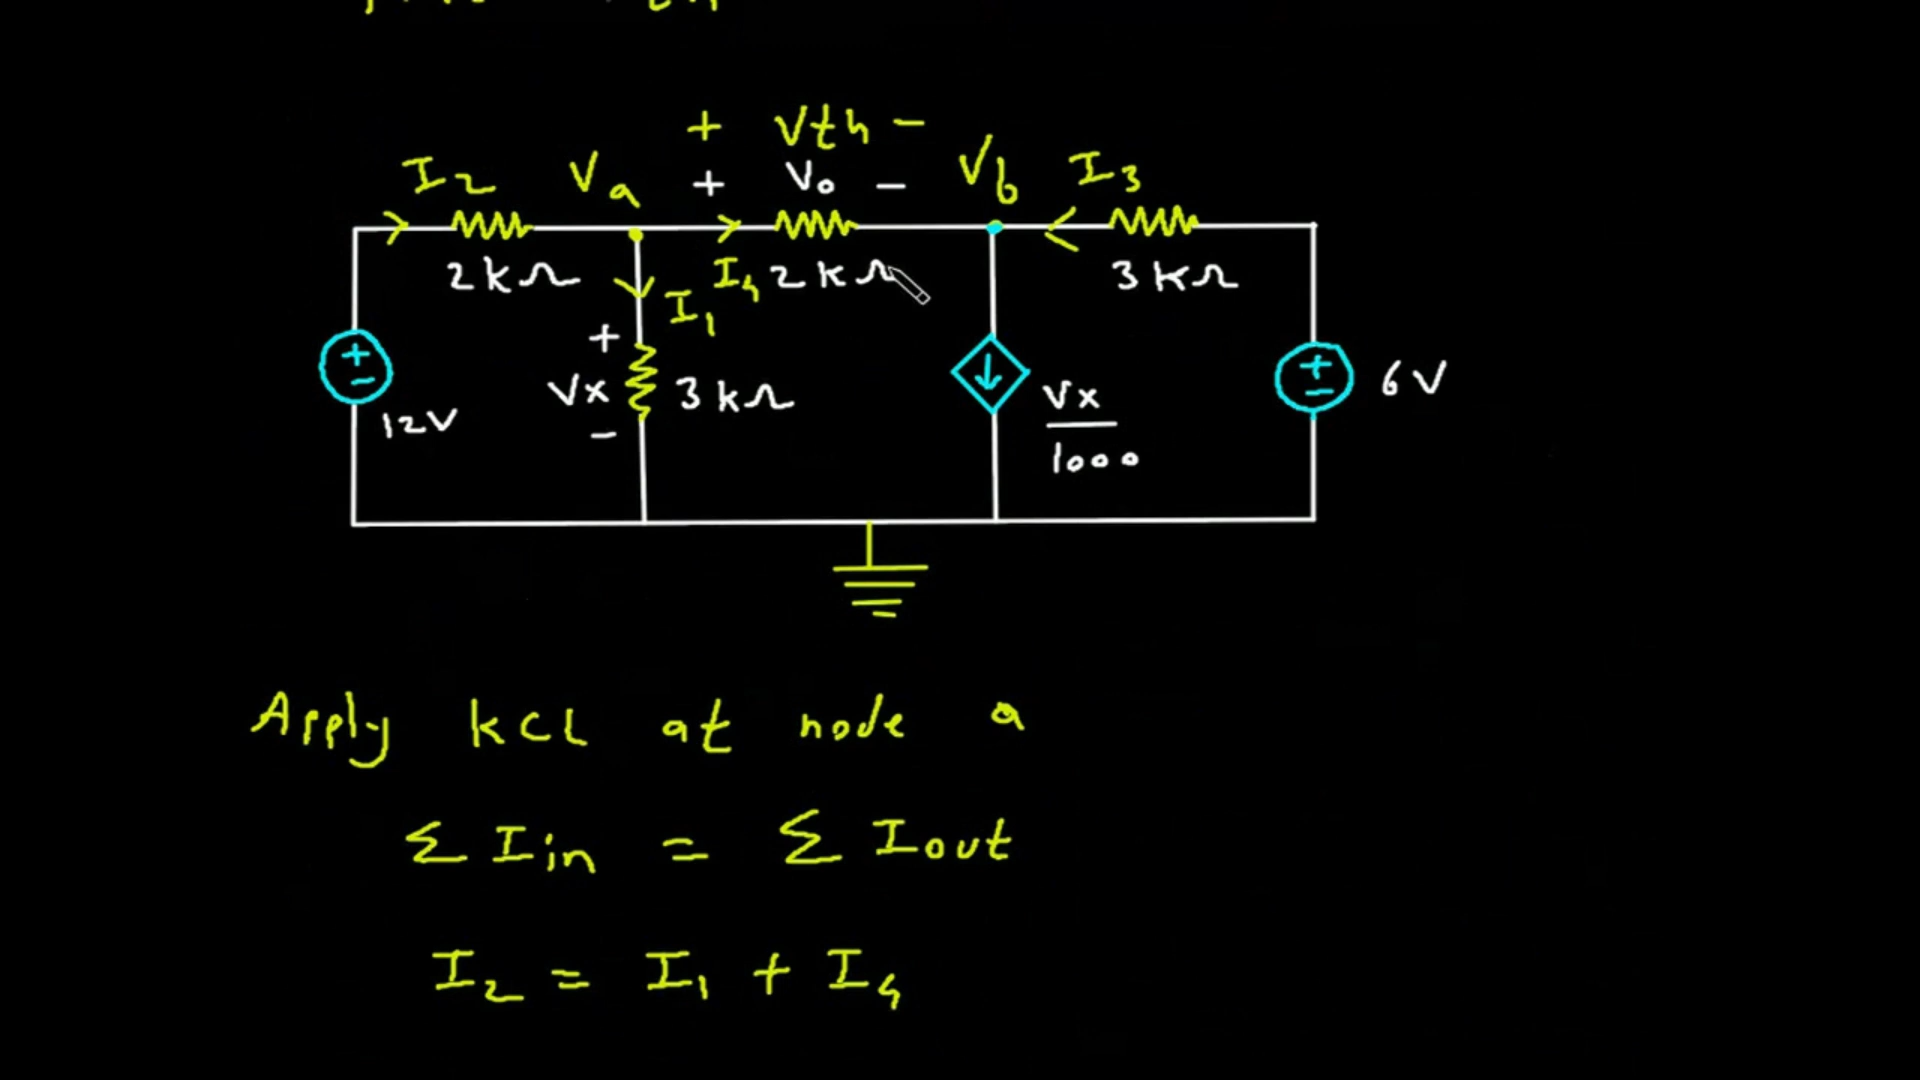 + Vth -
I2 Va + Vo - Vb I3
2kΩ I4 2kΩ 3kΩ
I1
+
+ - 12V Vx 3kΩ Vx/1000 + - 6V
-
Apply KCL at node a
Σ Iin = Σ Iout
I2 = I1 + I4